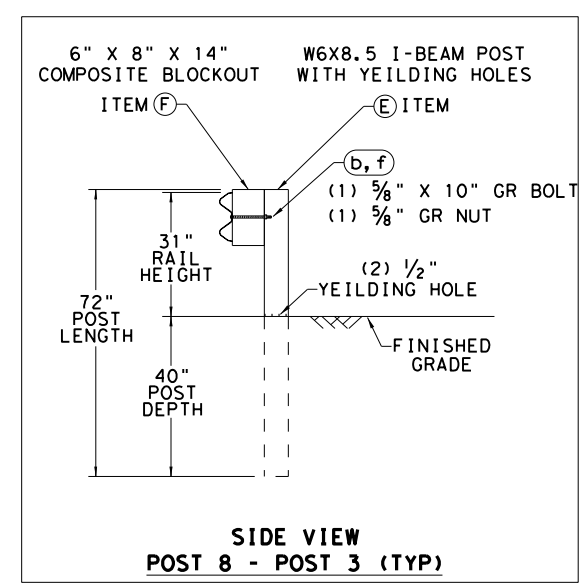 6" X 8" X 14"
COMPOSITE BLOCKOUT
ITEM F
W6X8.5 I-BEAM POST
WITH YEILDING HOLES
E ITEM
b, f
(1) 5/8" X 10" GR BOLT
(1) 5/8" GR NUT
31"
RAIL
HEIGHT
(2) 1/2"
YEILDING HOLE
72"
POST
LENGTH
FINISHED
GRADE
40"
POST
DEPTH
SIDE VIEW
POST 8 - POST 3 (TYP)